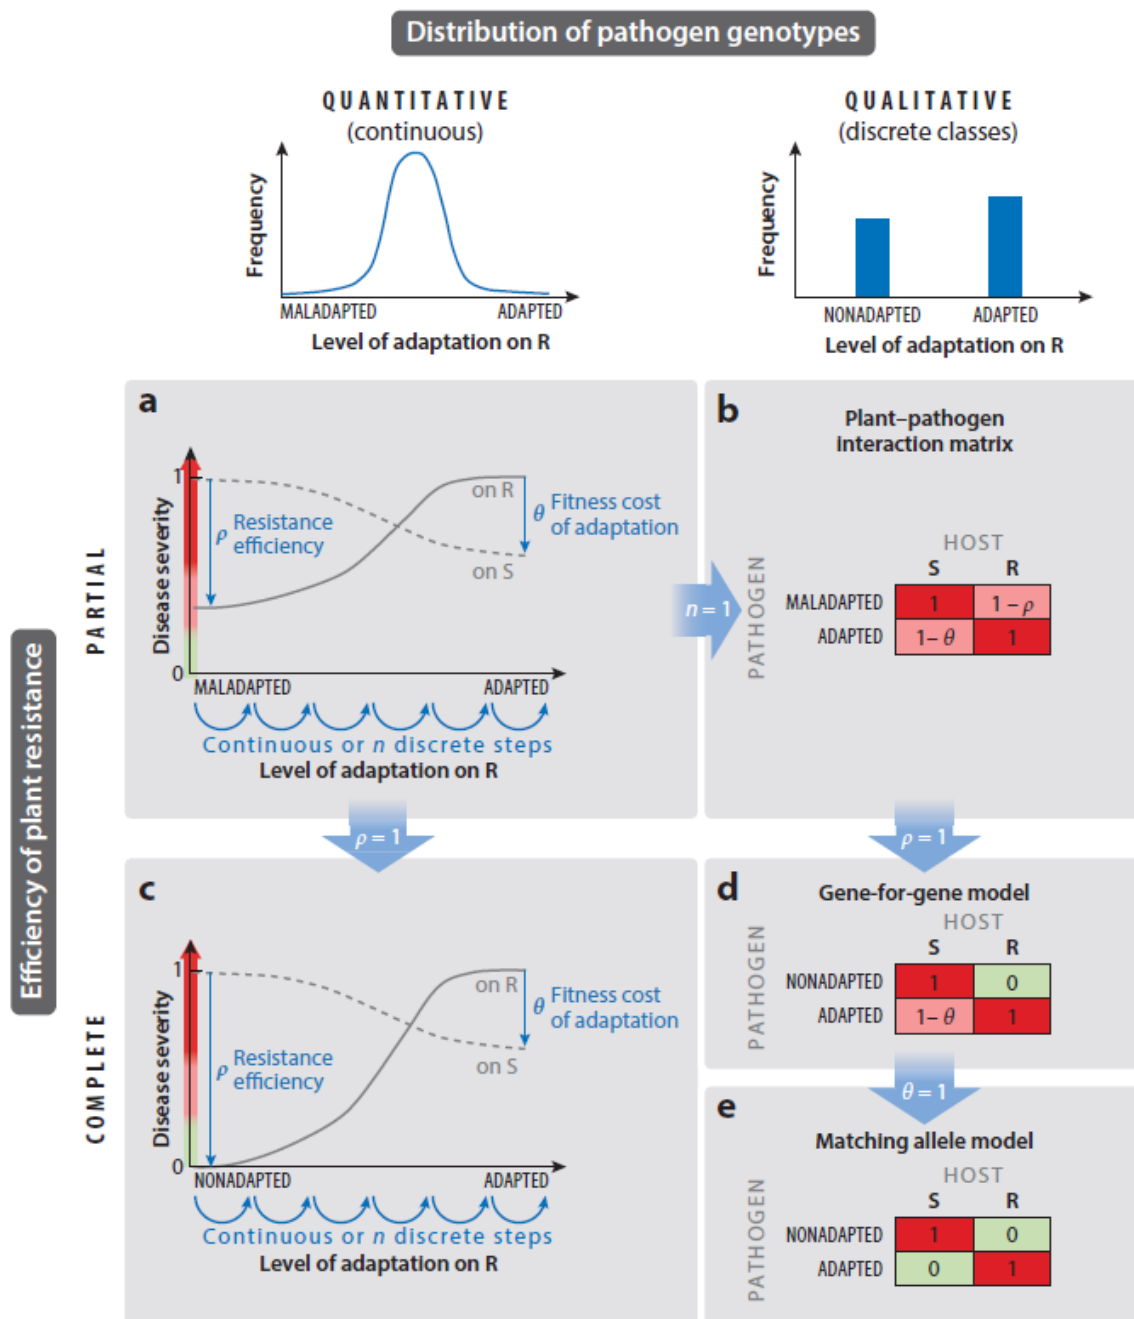 Distribution of pathogen genotypes
QUANTITATIVE
(continuous)
Frequency
MALADAPTED
ADAPTED
Level of adaptation on R
QUALITATIVE
(discrete classes)
Frequency
NONADAPTED
ADAPTED
Level of adaptation on R
Efficiency of plant resistance
PARTIAL
a
Disease severity
1
0
ρ Resistance
efficiency
on R
on S
θ Fitness cost
of adaptation
MALADAPTED
ADAPTED
Continuous or n discrete steps
Level of adaptation on R
n = 1
b
Plant–pathogen
interaction matrix
HOST
S R
PATHOGEN
MALADAPTED 1 1 – ρ
ADAPTED 1– θ 1
ρ = 1
ρ = 1
COMPLETE
c
Disease severity
1
0
ρ Resistance
efficiency
on R
on S
θ Fitness cost
of adaptation
NONADAPTED
ADAPTED
Continuous or n discrete steps
Level of adaptation on R
d
Gene-for-gene model
HOST
S R
PATHOGEN
NONADAPTED 1 0
ADAPTED 1– θ 1
θ = 1
e
Matching allele model
HOST
S R
PATHOGEN
NONADAPTED 1 0
ADAPTED 0 1